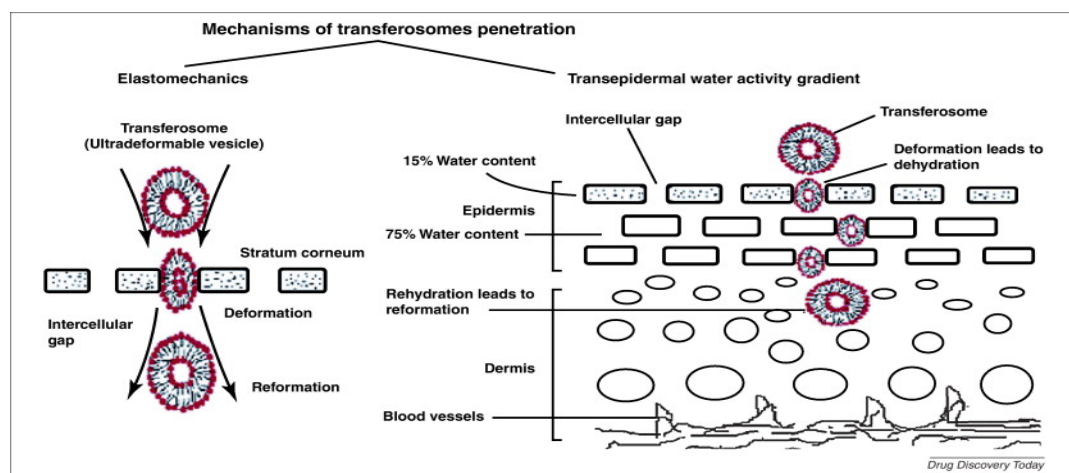 Mechanisms of transferosomes penetration
Elastomechanics
Transferosome
(Ultradeformable vesicle)
Stratum corneum
Intercellular
gap
Deformation
Reformation
Transepidermal water activity gradient
Transferosome
Intercellular gap
Deformation leads to
dehydration
15% Water content
Epidermis
75% Water content
Rehydration leads to
reformation
Dermis
Blood vessels
Drug Discovery Today